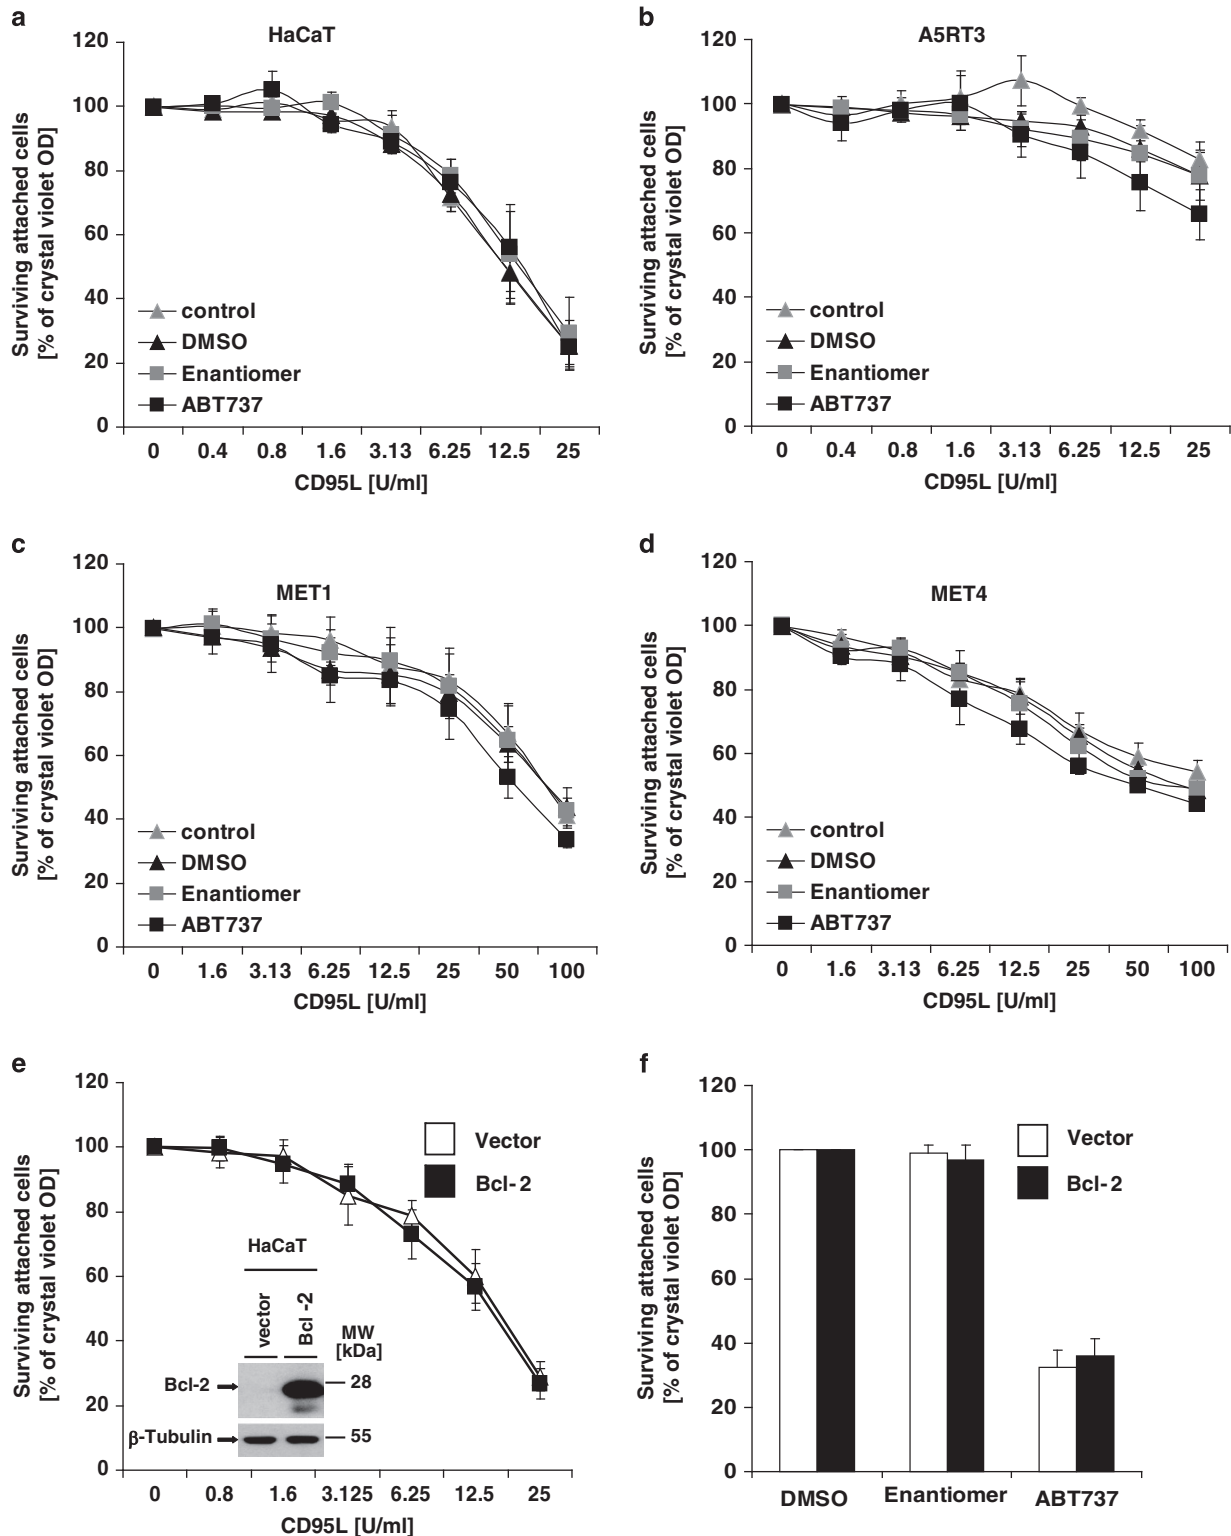 a
HaCaT
Surviving attached cells
[% of crystal violet OD]
120
100
80
60
40
20
0
control
DMSO
Enantiomer
ABT737
0 0.4 0.8 1.6 3.13 6.25 12.5 25
CD95L [U/ml]
b
A5RT3
Surviving attached cells
[% of crystal violet OD]
120
100
80
60
40
20
0
control
DMSO
Enantiomer
ABT737
0 0.4 0.8 1.6 3.13 6.25 12.5 25
CD95L [U/ml]
c
MET1
Surviving attached cells
[% of crystal violet OD]
120
100
80
60
40
20
0
control
DMSO
Enantiomer
ABT737
0 1.6 3.13 6.25 12.5 25 50 100
CD95L [U/ml]
d
MET4
Surviving attached cells
[% of crystal violet OD]
120
100
80
60
40
20
0
control
DMSO
Enantiomer
ABT737
0 1.6 3.13 6.25 12.5 25 50 100
CD95L [U/ml]
e
Surviving attached cells
[% of crystal violet OD]
120
100
80
60
40
20
0
Vector
Bcl-2
HaCaT
vector
Bcl -2
MW
[kDa]
Bcl-2
28
β-Tubulin
55
0 0.8 1.6 3.125 6.25 12.5 25
CD95L [U/ml]
f
Surviving attached cells
[% of crystal violet OD]
120
100
80
60
40
20
0
Vector
Bcl-2
DMSO Enantiomer ABT737